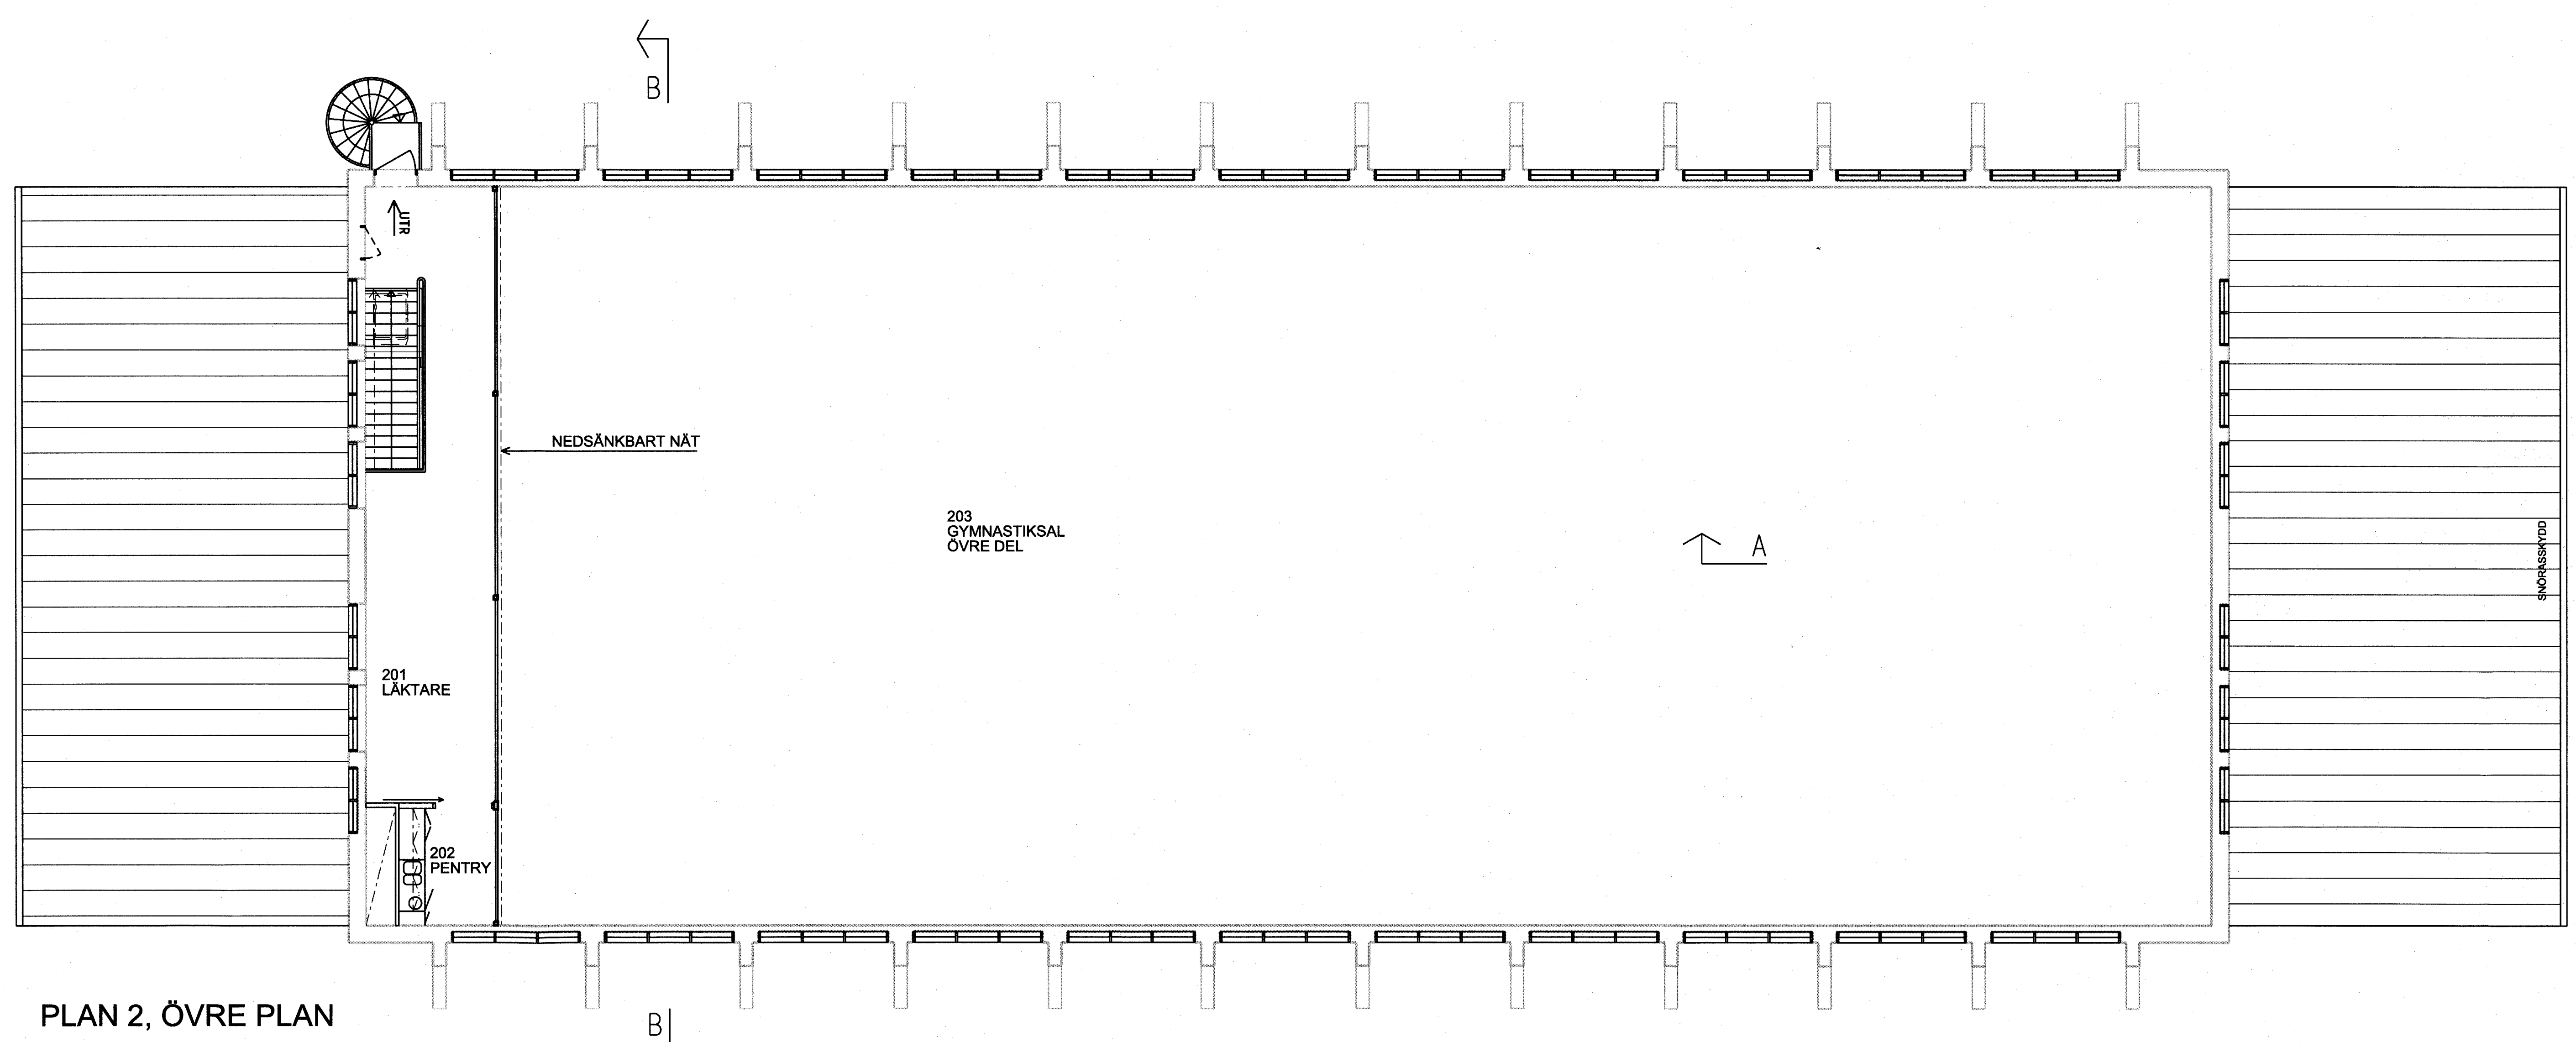 B
UTR
NEDSÄNKBART NÄT
203
GYMNASTIKSAL
ÖVRE DEL
A
SNÖRASSKYDD
201
LÄKTARE
202
PENTRY
PLAN 2, ÖVRE PLAN
B